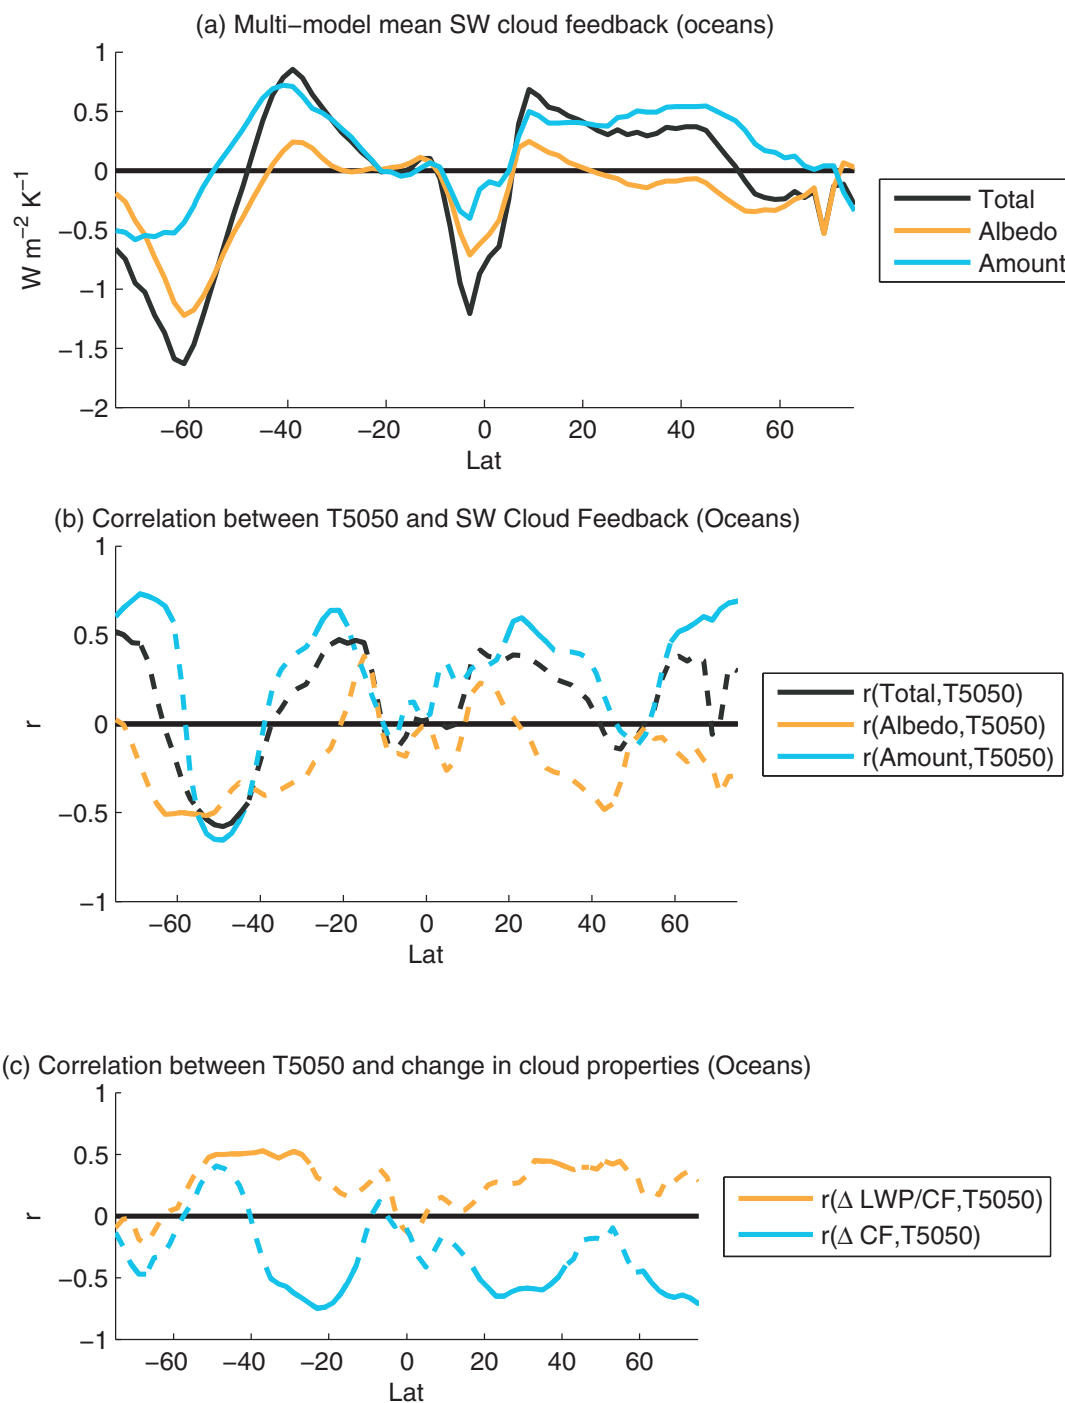 (a) Multi−model mean SW cloud feedback (oceans)
1
0.5
0
−0.5
−1
−1.5
−2
W m−2 K−1
−60 −40 −20 0 20 40 60
Lat
Total
Albedo
Amount
(b) Correlation between T5050 and SW Cloud Feedback (Oceans)
1
0.5
0
−0.5
−1
r
−60 −40 −20 0 20 40 60
Lat
r(Total,T5050)
r(Albedo,T5050)
r(Amount,T5050)
(c) Correlation between T5050 and change in cloud properties (Oceans)
1
0.5
0
−0.5
−1
r
−60 −40 −20 0 20 40 60
Lat
r(Δ LWP/CF,T5050)
r(Δ CF,T5050)